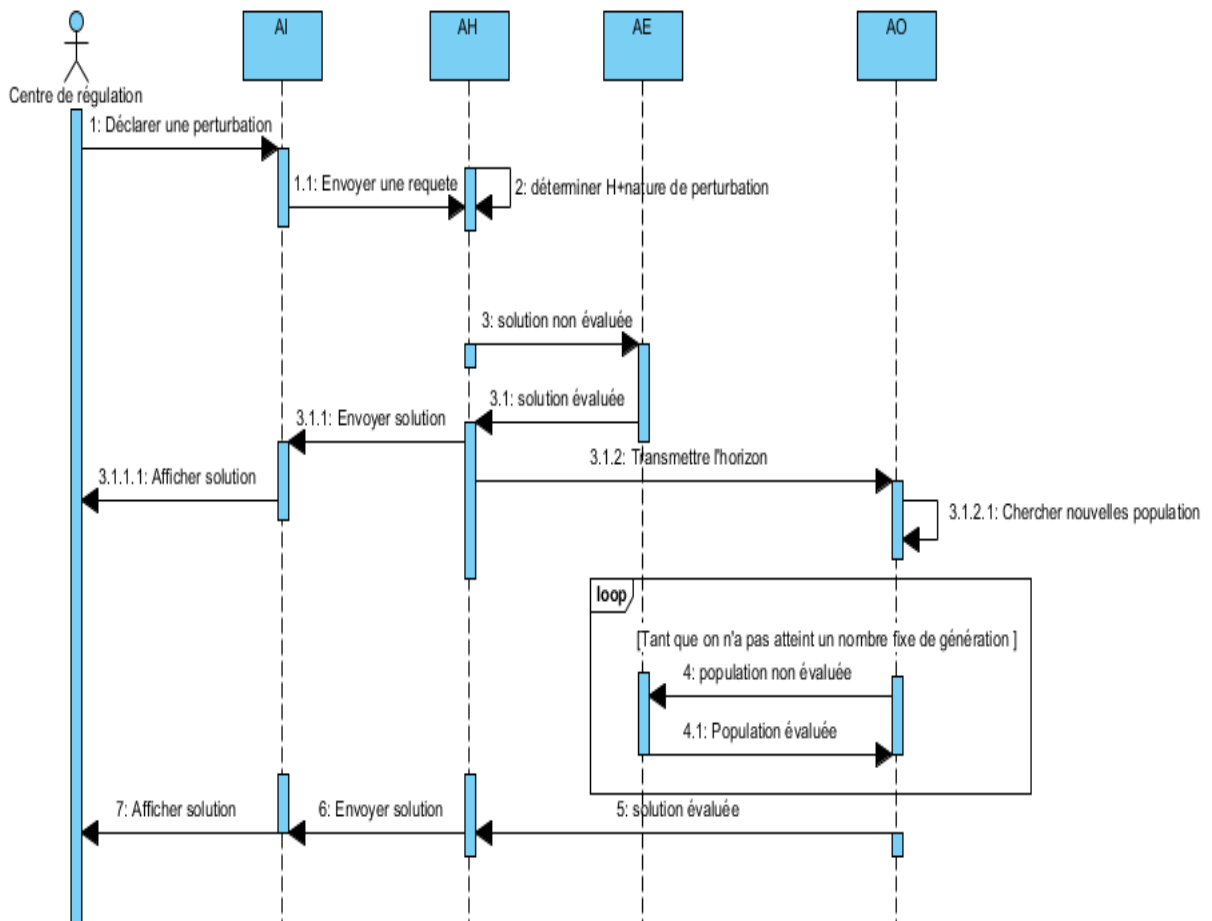 AI
AH
AE
AO
Centre de régulation
1: Déclarer une perturbation
1.1: Envoyer une requete
2: déterminer H+nature de perturbation
3: solution non évaluée
3.1: solution évaluée
3.1.1: Envoyer solution
3.1.2: Transmettre l'horizon
3.1.1.1: Afficher solution
3.1.2.1: Chercher nouvelles population
loop
[Tant que on n'a pas atteint un nombre fixe de génération ]
4: population non évaluée
4.1: Population évaluée
7: Afficher solution
6: Envoyer solution
5: solution évaluée